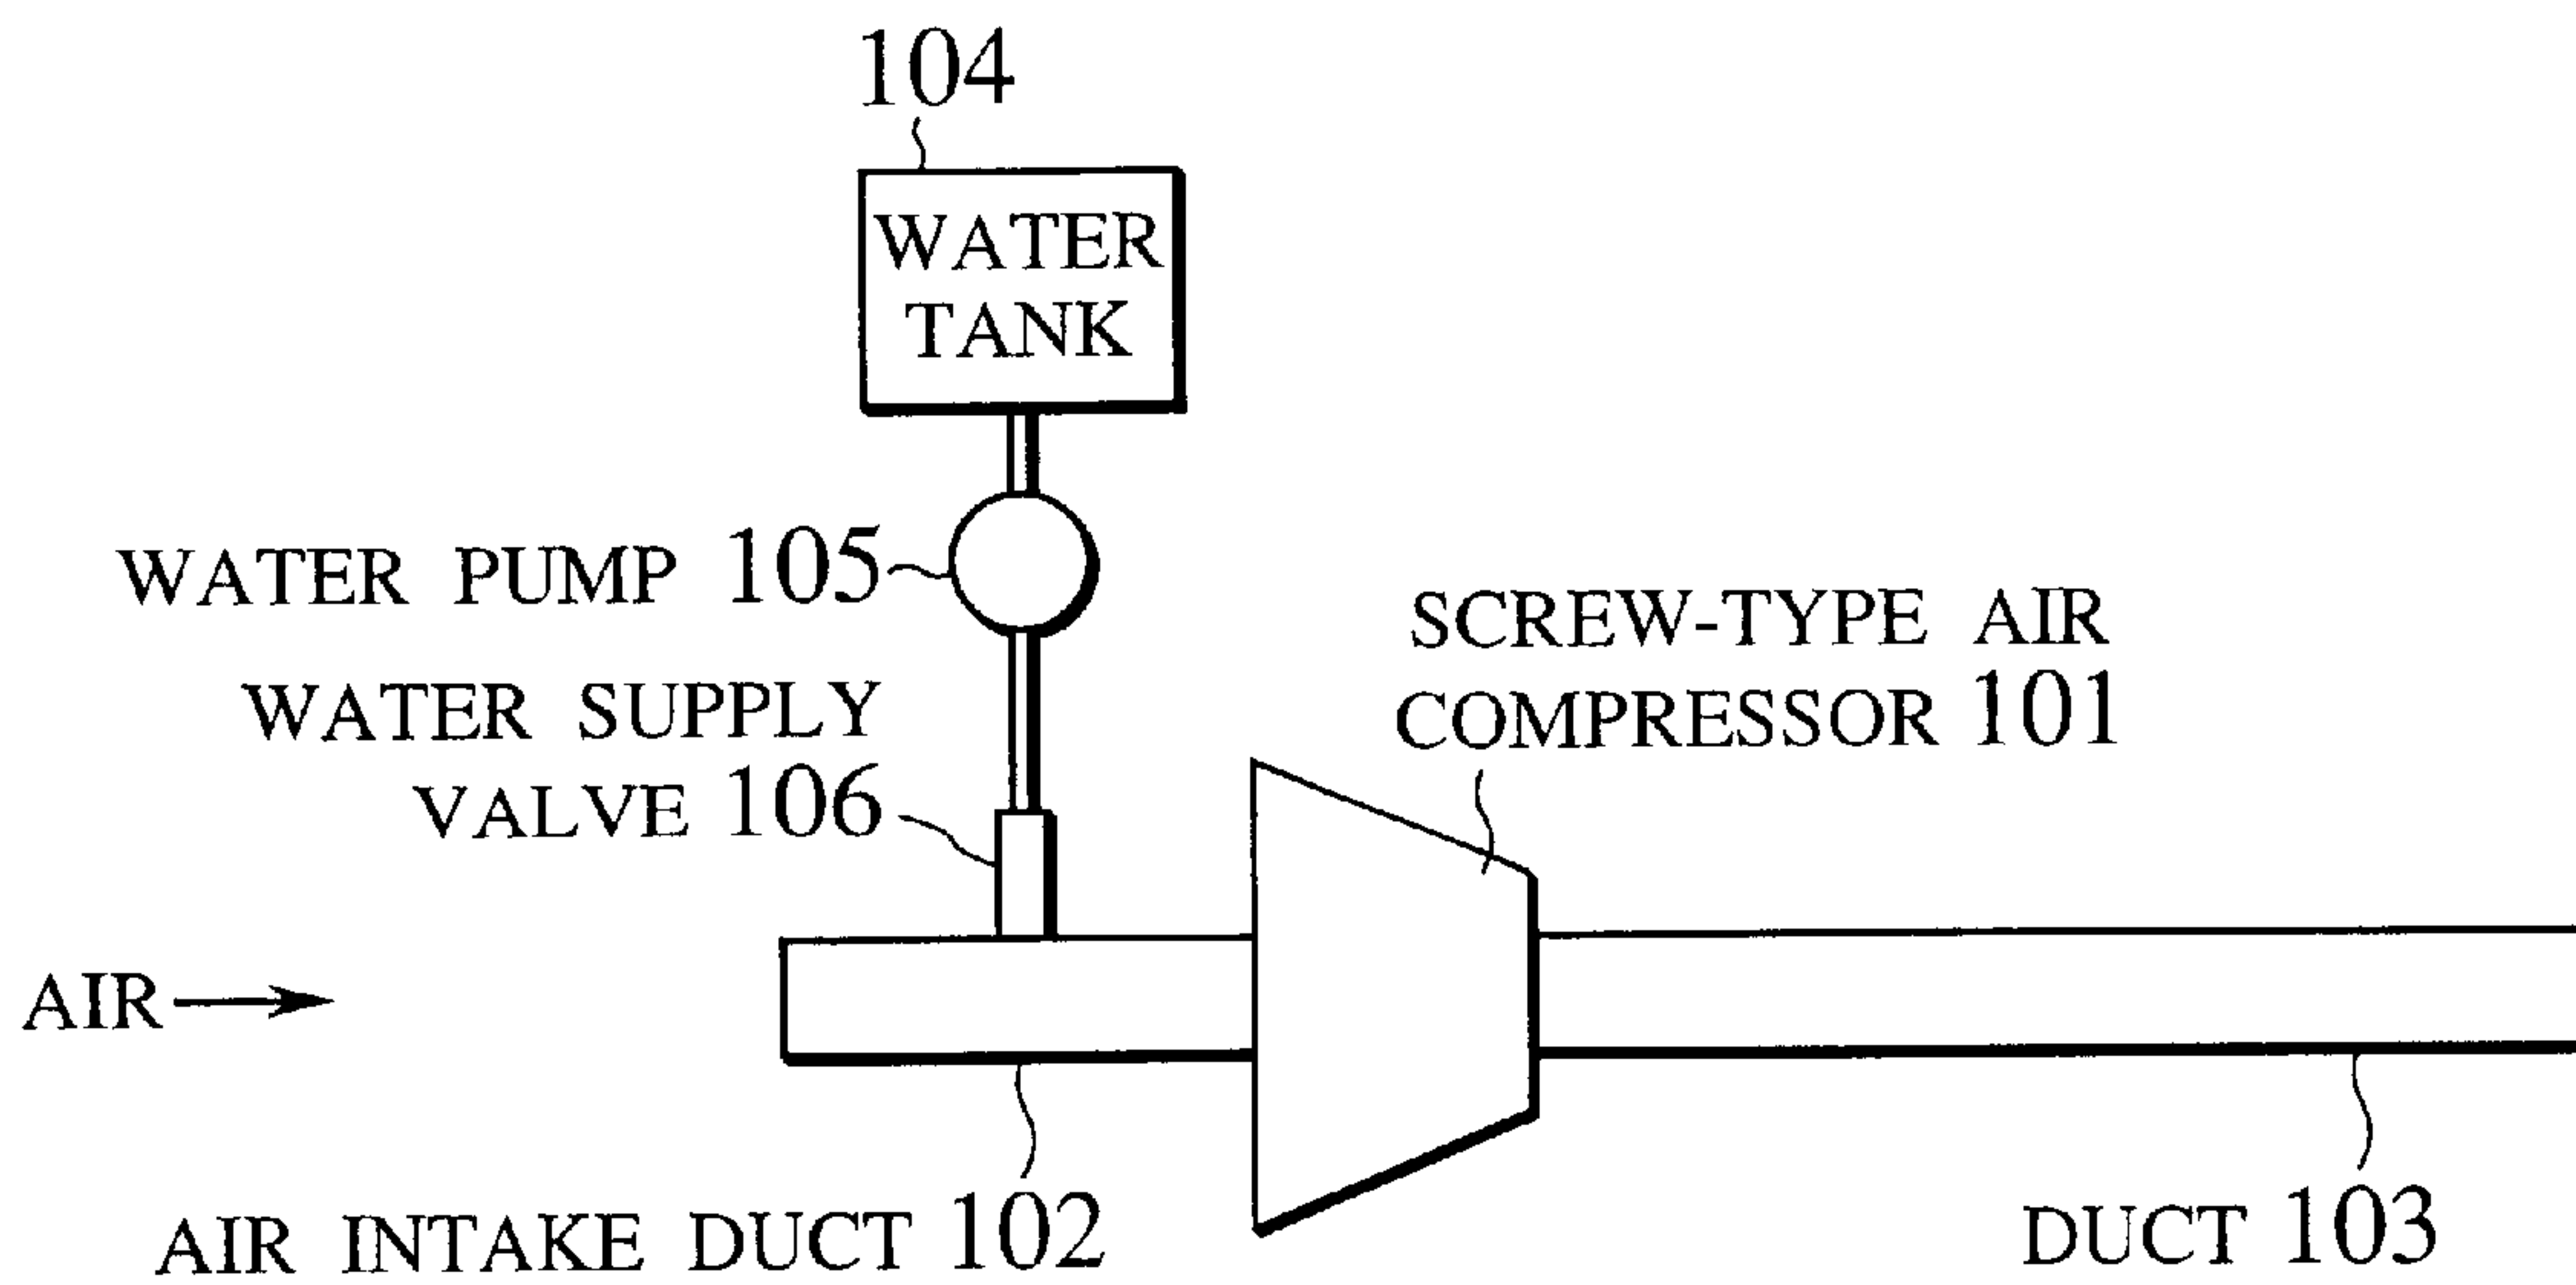 104
WATER
TANK
WATER PUMP 105
SCREW-TYPE AIR
COMPRESSOR 101
WATER SUPPLY
VALVE 106
AIR
AIR INTAKE DUCT 102
DUCT 103